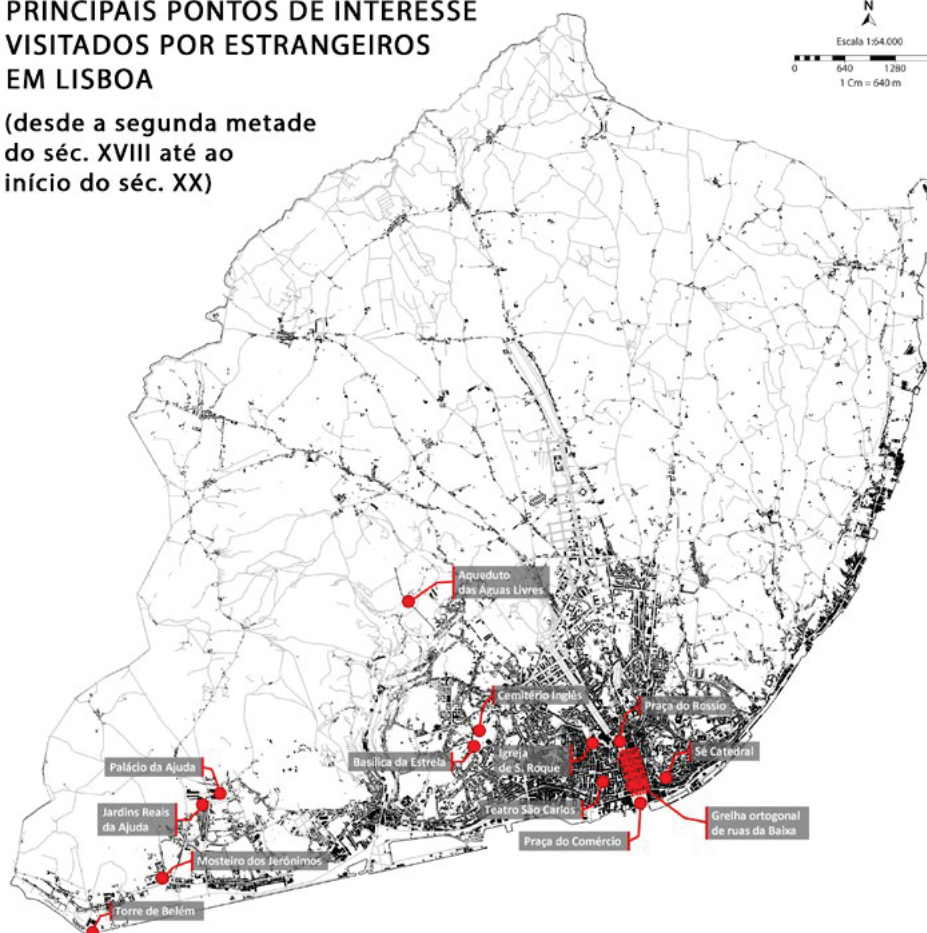 PRINCIPAIS PONTOS DE INTERESSE
VISITADOS POR ESTRANGEIROS
EM LISBOA
(desde a segunda metade
do séc. XVIII até ao
início do séc. XX)
N
Escala 1:64.000
0 640 1280
1 Cm = 640 m
Aqueduto
das Águas Livres
Cemitério Inglês
Praça do Rossio
Basílica da Estrela
Igreja
de S. Roque
Sé Catedral
Palácio da Ajuda
Jardins Reais
da Ajuda
Teatro São Carlos
Grelha ortogonal
de ruas da Baixa
Praça do Comércio
Mosteiro dos Jerónimos
Torre de Belém